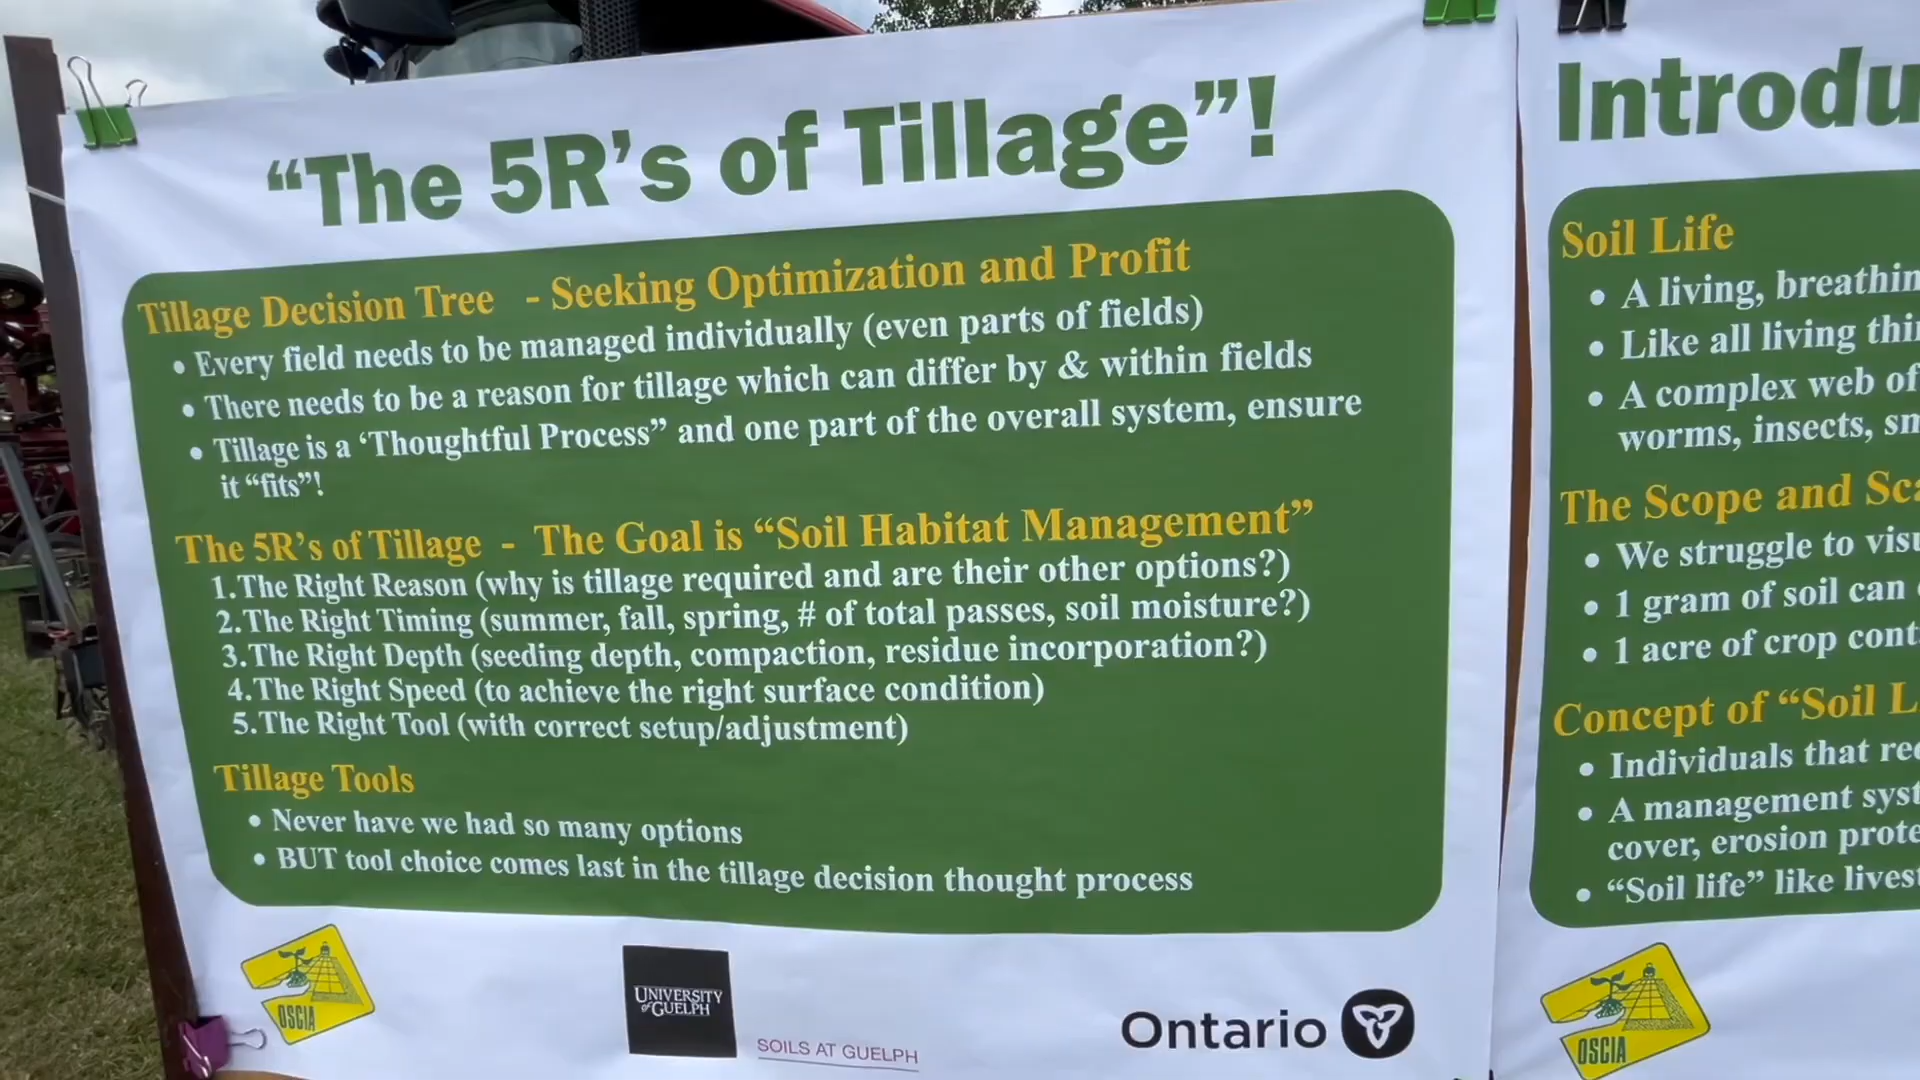 “The 5R’s of Tillage”!
Tillage Decision Tree - Seeking Optimization and Profit
• Every field needs to be managed individually (even parts of fields)
• There needs to be a reason for tillage which can differ by & within fields
• Tillage is a ‘Thoughtful Process” and one part of the overall system, ensure
it “fits”!
The 5R’s of Tillage - The Goal is “Soil Habitat Management”
1. The Right Reason (why is tillage required and are their other options?)
2. The Right Timing (summer, fall, spring, # of total passes, soil moisture?)
3. The Right Depth (seeding depth, compaction, residue incorporation?)
4. The Right Speed (to achieve the right surface condition)
5. The Right Tool (with correct setup/adjustment)
Tillage Tools
• Never have we had so many options
• BUT tool choice comes last in the tillage decision thought process
OSCIA
UNIVERSITY
OF GUELPH
SOILS AT GUELPH
Ontario
Introdu
Soil Life
• A living, breathin
• Like all living thin
• A complex web of
worms, insects, sm
The Scope and Sca
• We struggle to visu
• 1 gram of soil can
• 1 acre of crop cont
Concept of “Soil L
• Individuals that rec
• A management syst
cover, erosion prote
• “Soil life” like livest
OSCIA